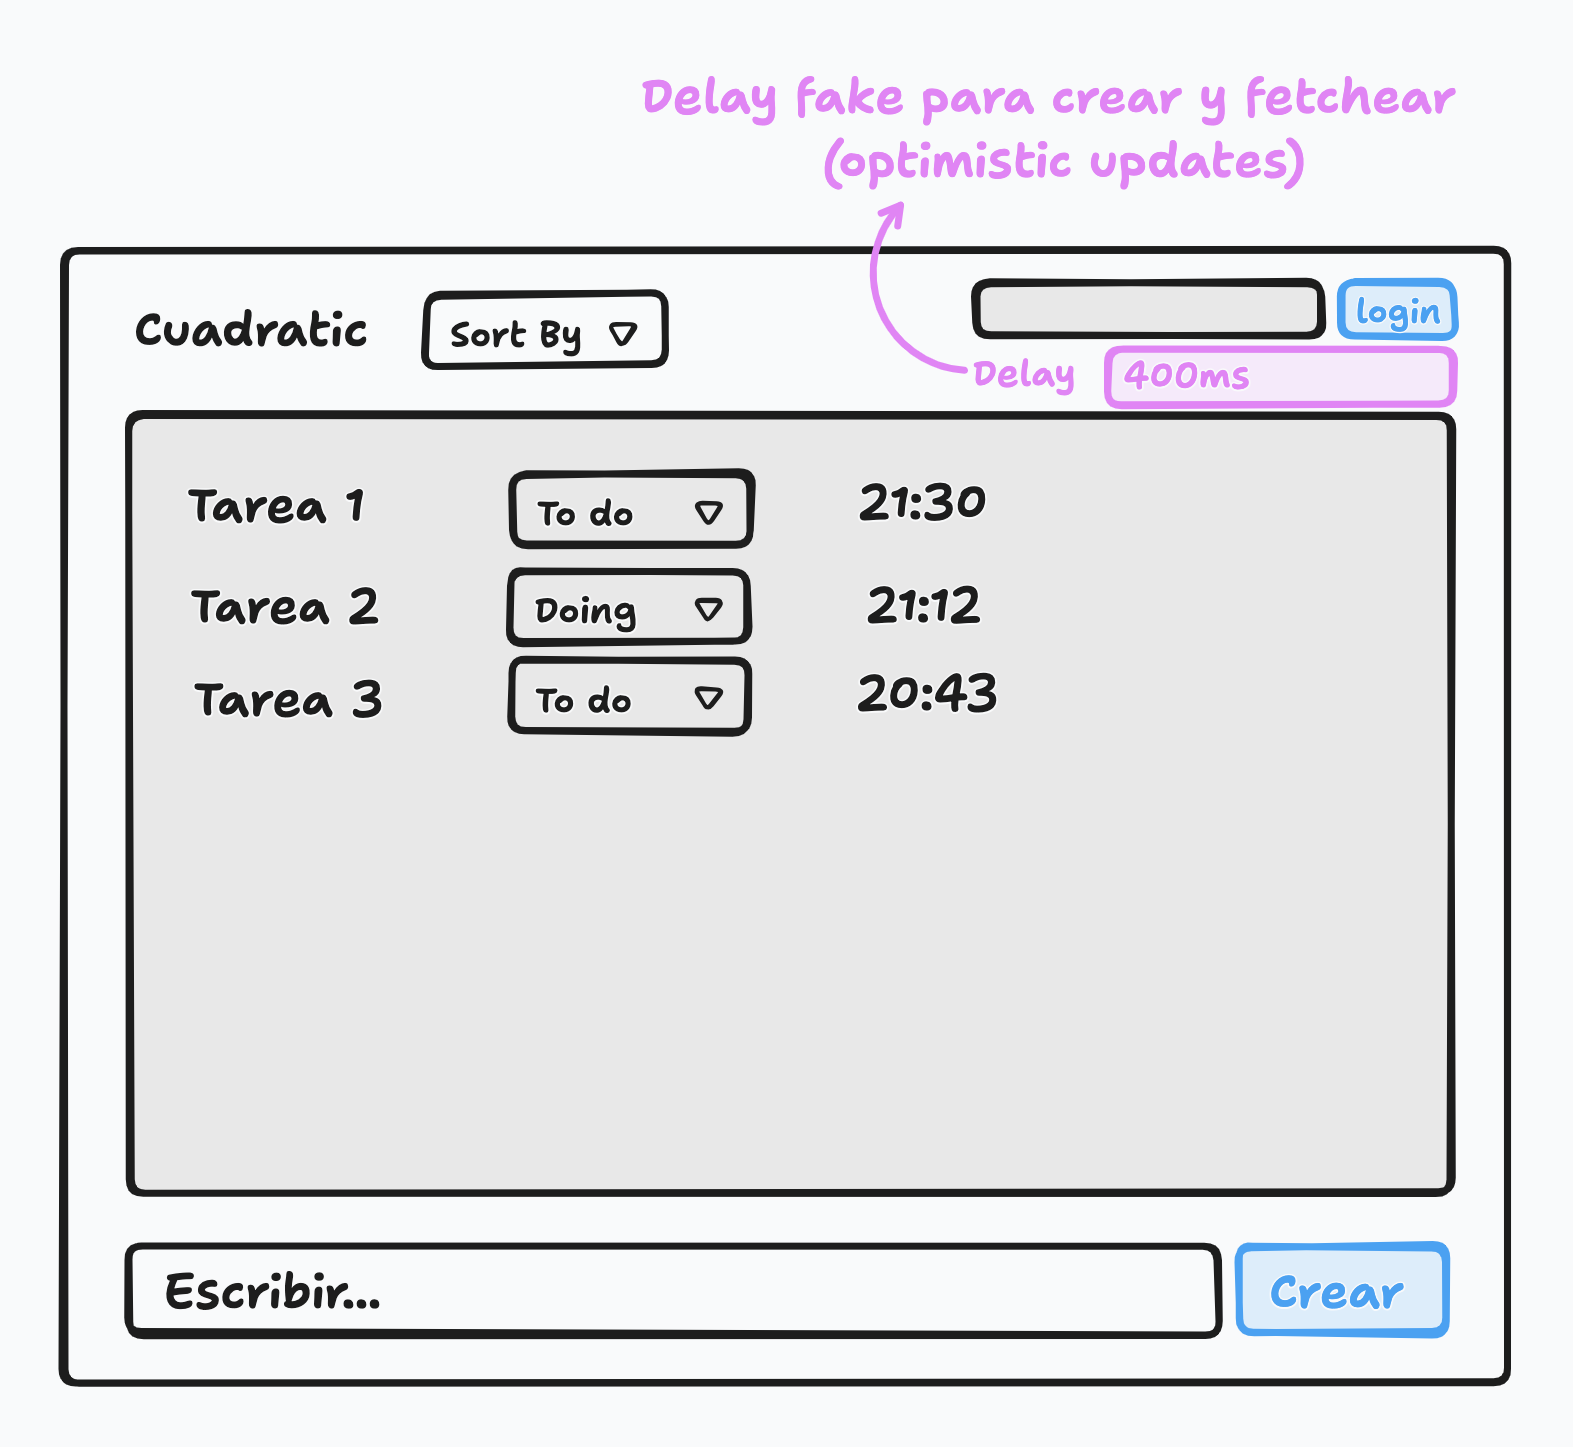 Delay fake para crear y fetchear
(optimistic updates)
Cuadratic
Sort By
login
Delay
400ms
Tarea 1
To do
21:30
Tarea 2
Doing
21:12
Tarea 3
To do
20:43
Escribir...
Crear